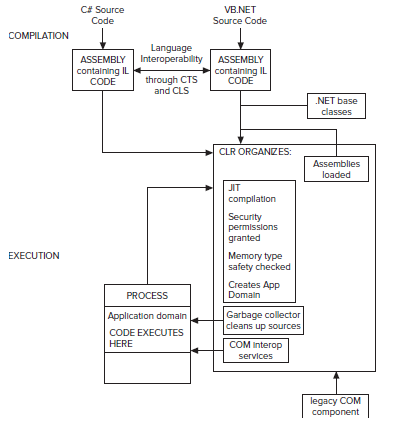 C# Source
Code
VB.NET
Source Code
COMPILATION
ASSEMBLY
containing IL
CODE
Language
Interoperability
through CTS
and CLS
ASSEMBLY
containing IL
CODE
.NET base
classes
CLR ORGANIZES:
Assemblies
loaded
JIT
compilation
Security
permissions
granted
Memory type
safety checked
Creates App
Domain
EXECUTION
PROCESS
Application domain
CODE EXECUTES
HERE
Garbage collector
cleans up sources
COM Interop
services
legacy COM
component